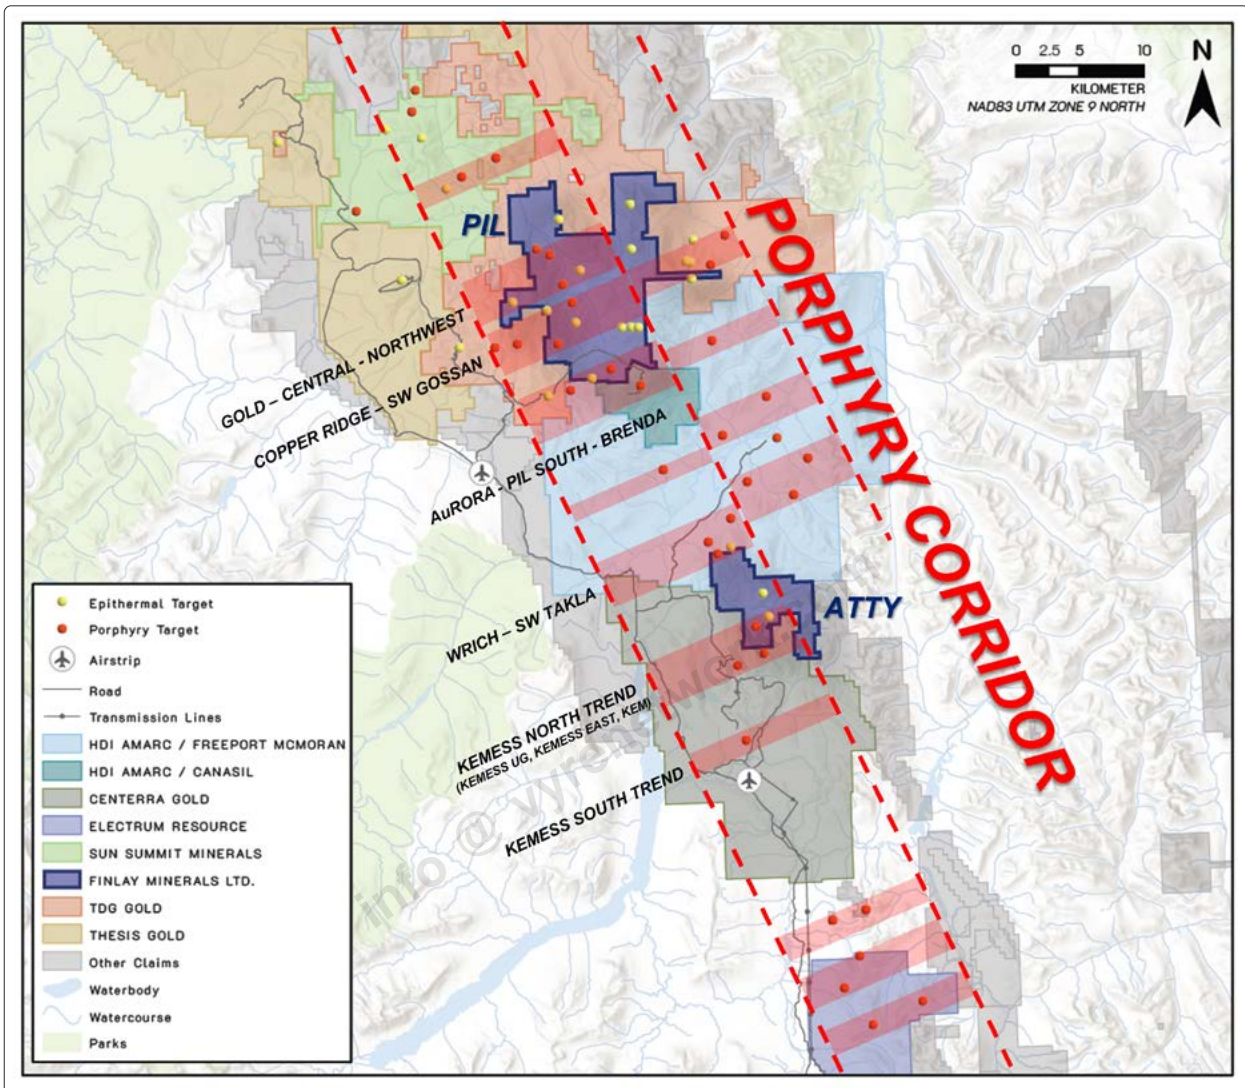 0 2.5 5 10
KILOMETER
NAD83 UTM ZONE 9 NORTH
N
PIL
PORPHYRY CORRIDOR
GOLD – CENTRAL - NORTHWEST
COPPER RIDGE – SW GOSSAN
AuRORA - PIL SOUTH - BRENDA
WRICH – SW TAKLA
ATTY
KEMESS NORTH TREND
(KEMESS UG, KEMESS EAST, KEM)
KEMESS SOUTH TREND
info @
Epithermal Target
Porphyry Target
Airstrip
Road
Transmission Lines
HDI AMARC / FREEPORT MCMORAN
HDI AMARC / CANASIL
CENTERRA GOLD
ELECTRUM RESOURCE
SUN SUMMIT MINERALS
FINLAY MINERALS LTD.
TDG GOLD
THESIS GOLD
Other Claims
Waterbody
Watercourse
Parks